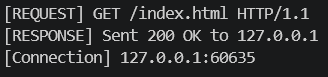 [REQUEST] GET /index.html HTTP/1.1
[RESPONSE] Sent 200 OK to 127.0.0.1
[Connection] 127.0.0.1:60635